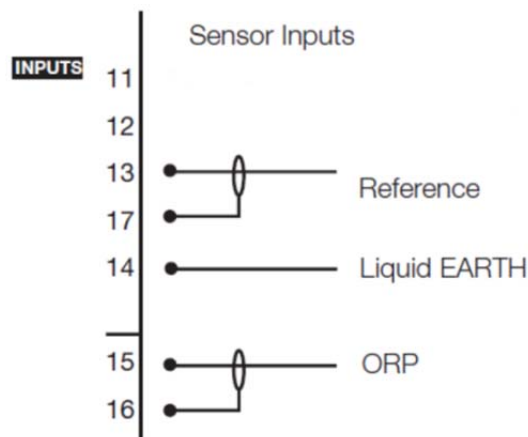 Sensor Inputs
INPUTS
11
12
13
Reference
17
14 Liquid EARTH
15 ORP
16